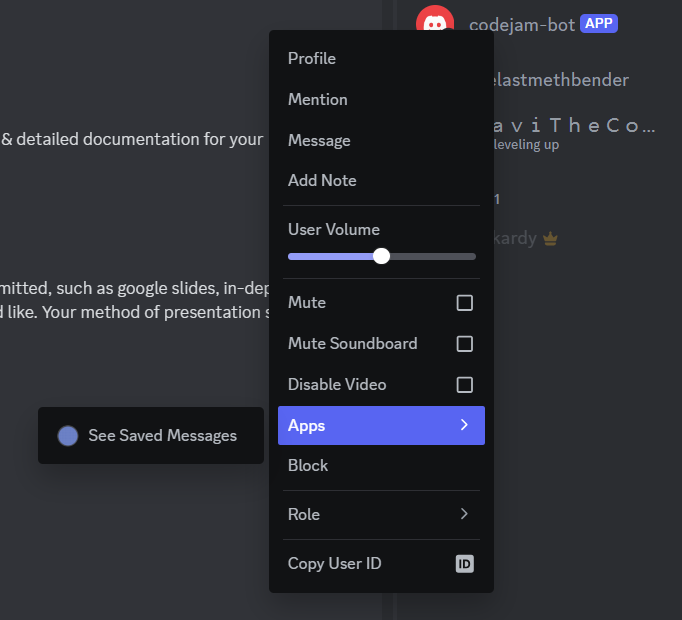 codejam-bot APP
Profile
elastmethbender
Mention
a v i T h e C o . . .
& detailed documentation for your
Message
leveling up
Add Note
1
User Volume
kardy
mitted, such as google slides, in-dep
Mute
d like. Your method of presentation s
Mute Soundboard
Disable Video
Apps
See Saved Messages
Block
Role
Copy User ID
ID